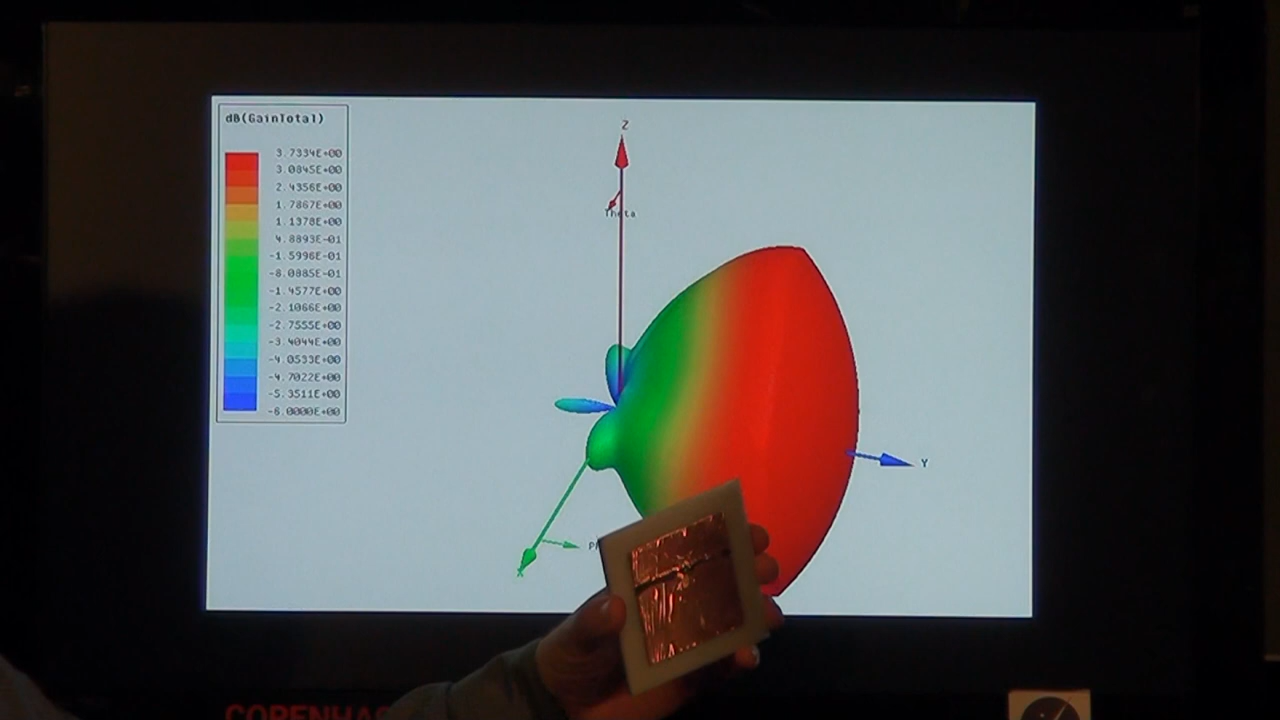 dB(GainTotal)
3.7334E+00
3.0845E+00
2.4356E+00
1.7867E+00
1.1378E+00
4.8893E-01
-1.5996E-01
-8.0885E-01
-1.4577E+00
-2.1066E+00
-2.7555E+00
-3.4044E+00
-4.0533E+00
-4.7022E+00
-5.3511E+00
-6.0000E+00
Z
Theta
Y
X